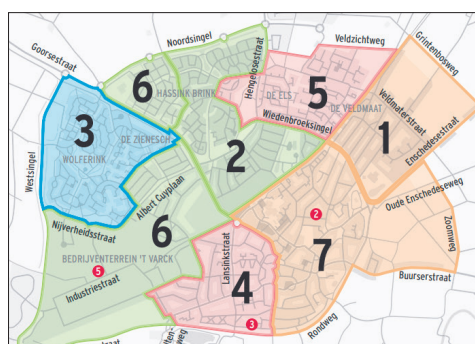 Noordsingel
Veldzichtweg
Goorsestraat
Grintenbosweg
6
HASSINK BRINK
Hengelosestraat
DE ELS
5
DE VELDMAAT
Veldmaterstraat
1
Enschedesestraat
3
WOLFERINK
DE ZIENESCH
2
Wiedenbroeksingel
Westsingel
Albert Cuyplaan
6
Nijverheidsstraat
Oude Enschedeseweg
2
7
Zoomweg
BEDRIJVENTERREIN 'T VARCK
5
Industriestraat
Lansinkstraat
4
3
Buurserstraat
Rondweg